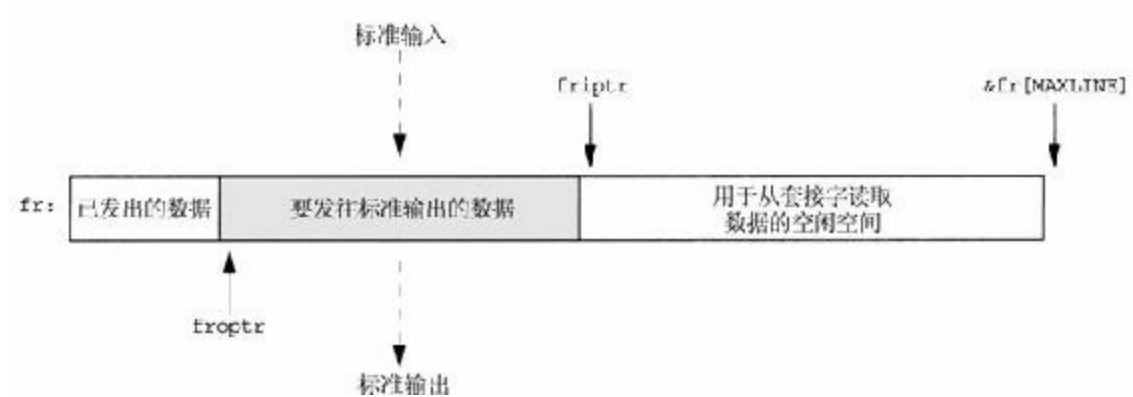 标准输入
friptr
&fr[MAXLINE]
fr:
已发出的数据
要发往标准输出的数据
用于从套接字读取
数据的空闲空间
froptr
标准输出